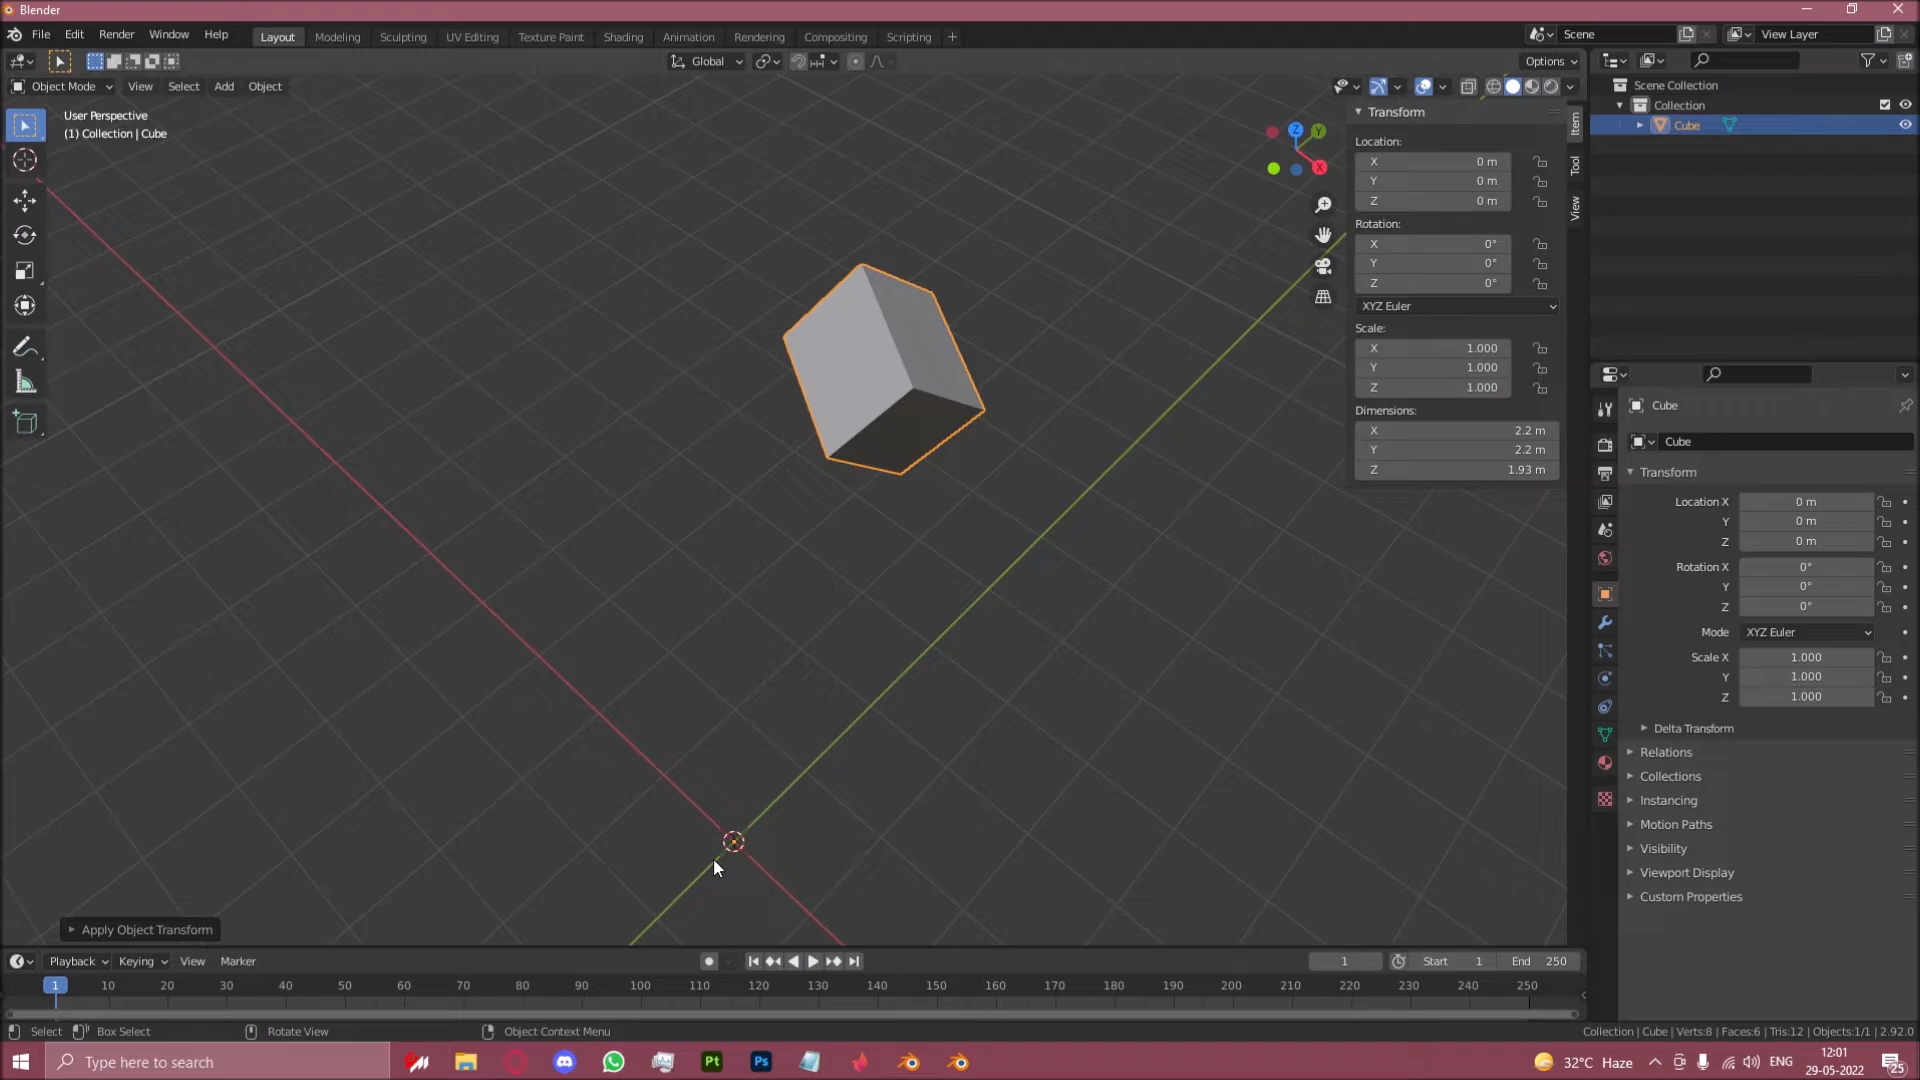 Blender
File Edit Render Window Help
Layout Modeling Sculpting UV Editing Texture Paint Shading Animation Rendering Compositing Scripting +
Scene
View Layer
Global
Options
Object Mode View Select Add Object
User Perspective
(1) Collection | Cube
Z Y X
Item
Tool
View
Transform
Location:
X 0 m
Y 0 m
Z 0 m
Rotation:
X 0°
Y 0°
Z 0°
XYZ Euler
Scale:
X 1.000
Y 1.000
Z 1.000
Dimensions:
X 2.2 m
Y 2.2 m
Z 1.93 m
Scene Collection
Collection
Cube
Cube
Cube
Transform
Location X 0 m
Y 0 m
Z 0 m
Rotation X 0°
Y 0°
Z 0°
Mode XYZ Euler
Scale X 1.000
Y 1.000
Z 1.000
Delta Transform
Relations
Collections
Instancing
Motion Paths
Visibility
Viewport Display
Custom Properties
Apply Object Transform
Playback Keying View Marker
1 Start 1 End 250
1 10 20 30 40 50 60 70 80 90 100 110 120 130 140 150 160 170 180 190 200 210 220 230 240 250
Select Box Select Rotate View Object Context Menu
Collection | Cube | Verts:8 | Faces:6 | Tris:12 | Objects:1/1 | 2.92.0
Type here to search
Pt Ps
32°C Haze ENG
12:01
29-05-2022
25